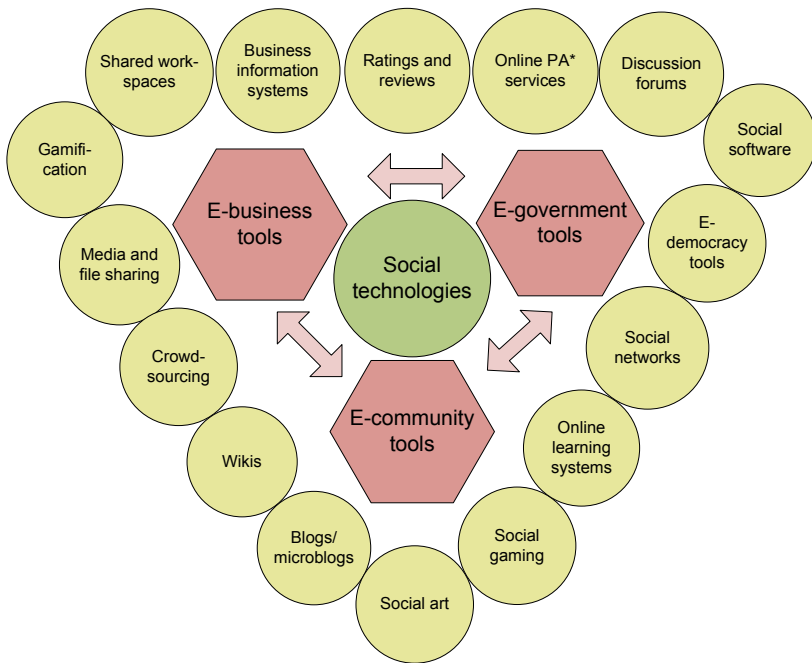 Shared work-
spaces
Business
information
systems
Ratings and
reviews
Online PA*
services
Discussion
forums
Social
software
Gamifi-
cation
E-business
tools
E-government
tools
E-
democracy
tools
Media and
file sharing
Social
technologies
Social
networks
Crowd-
sourcing
E-community
tools
Online
learning
systems
Wikis
Blogs/
microblogs
Social
gaming
Social art